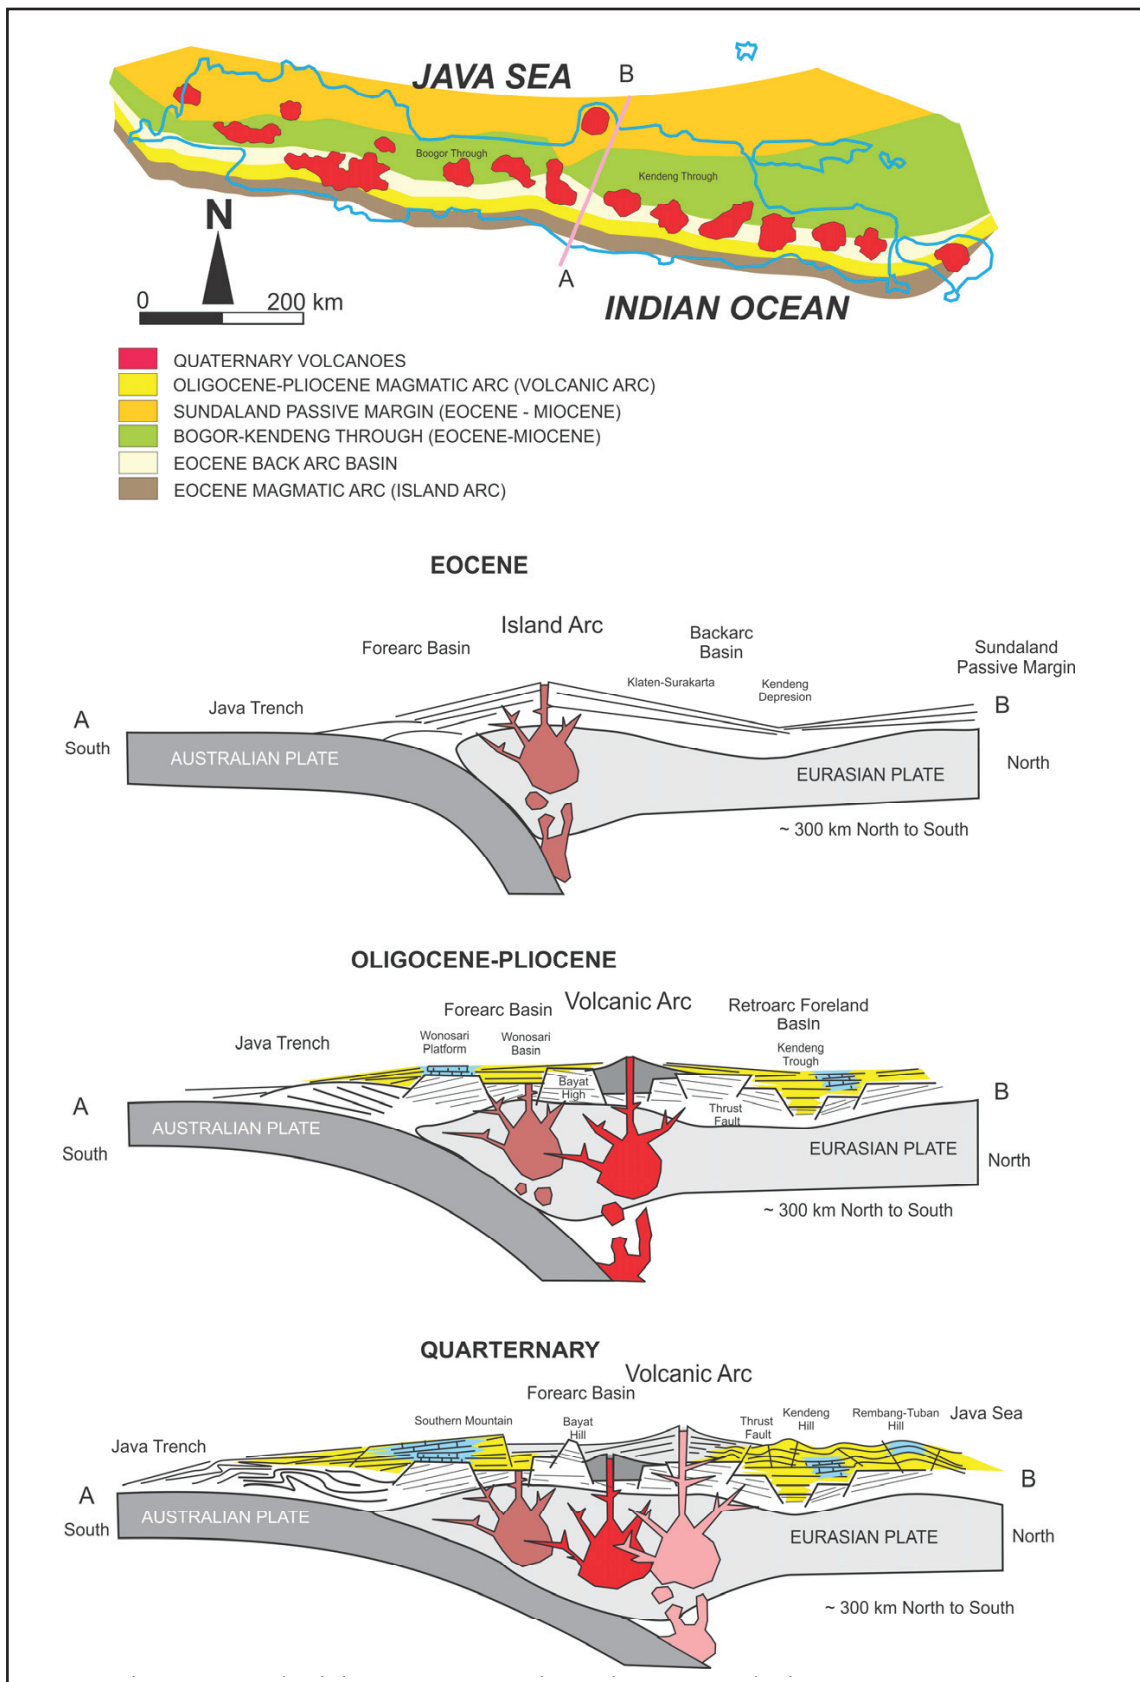 JAVA SEA
B
Boogor Through
Kendeng Through
N
A
0
200 km
INDIAN OCEAN
QUATERNARY VOLCANOES
OLIGOCENE-PLIOCENE MAGMATIC ARC (VOLCANIC ARC)
SUNDALAND PASSIVE MARGIN (EOCENE - MIOCENE)
BOGOR-KENDENG THROUGH (EOCENE-MIOCENE)
EOCENE BACK ARC BASIN
EOCENE MAGMATIC ARC (ISLAND ARC)
EOCENE
Island Arc
Forearc Basin
Backarc
Basin
Sundaland
Passive Margin
Klaten-Surakarta
Kendeng
Depresion
Java Trench
A
B
South
North
AUSTRALIAN PLATE
EURASIAN PLATE
~ 300 km North to South
OLIGOCENE-PLIOCENE
Forearc Basin
Volcanic Arc
Retroarc Foreland
BasIn
Wonosari
Platform
Wonosari
Basin
Kendeng
Trough
Java Trench
Bayat
High
Thrust
Fault
A
B
South
North
AUSTRALIAN PLATE
EURASIAN PLATE
~ 300 km North to South
QUARTERNARY
Volcanic Arc
Forearc Basin
Southern Mountain
Bayat
Hill
Thrust
Fault
Kendeng
Hill
Rembang-Tuban
Hill
Java Sea
Java Trench
A
B
South
North
AUSTRALIAN PLATE
EURASIAN PLATE
~ 300 km North to South